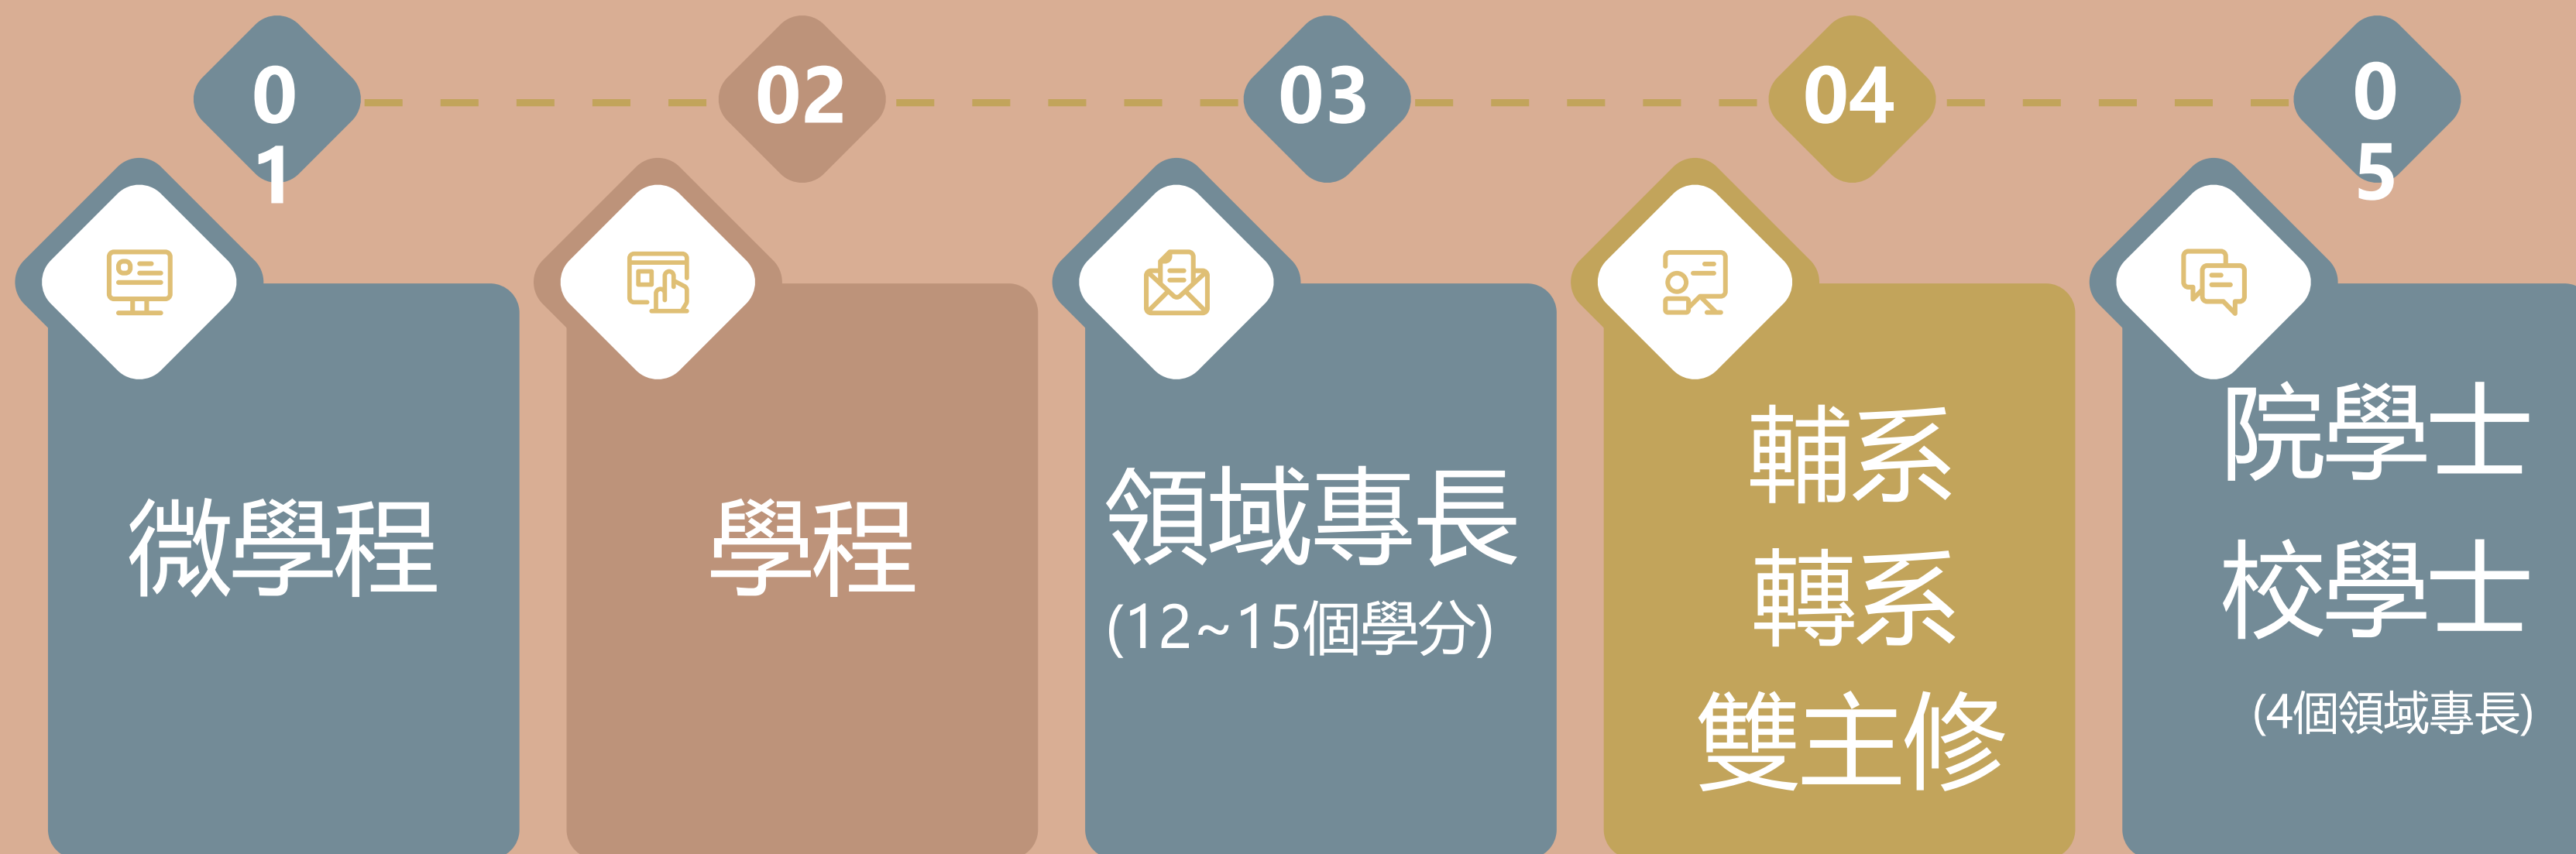 01
02
03
04
05
微學程
學程
領域專長
(12~15個學分)
輔系
轉系
雙主修
院學士
校學士
(4個領域專長)